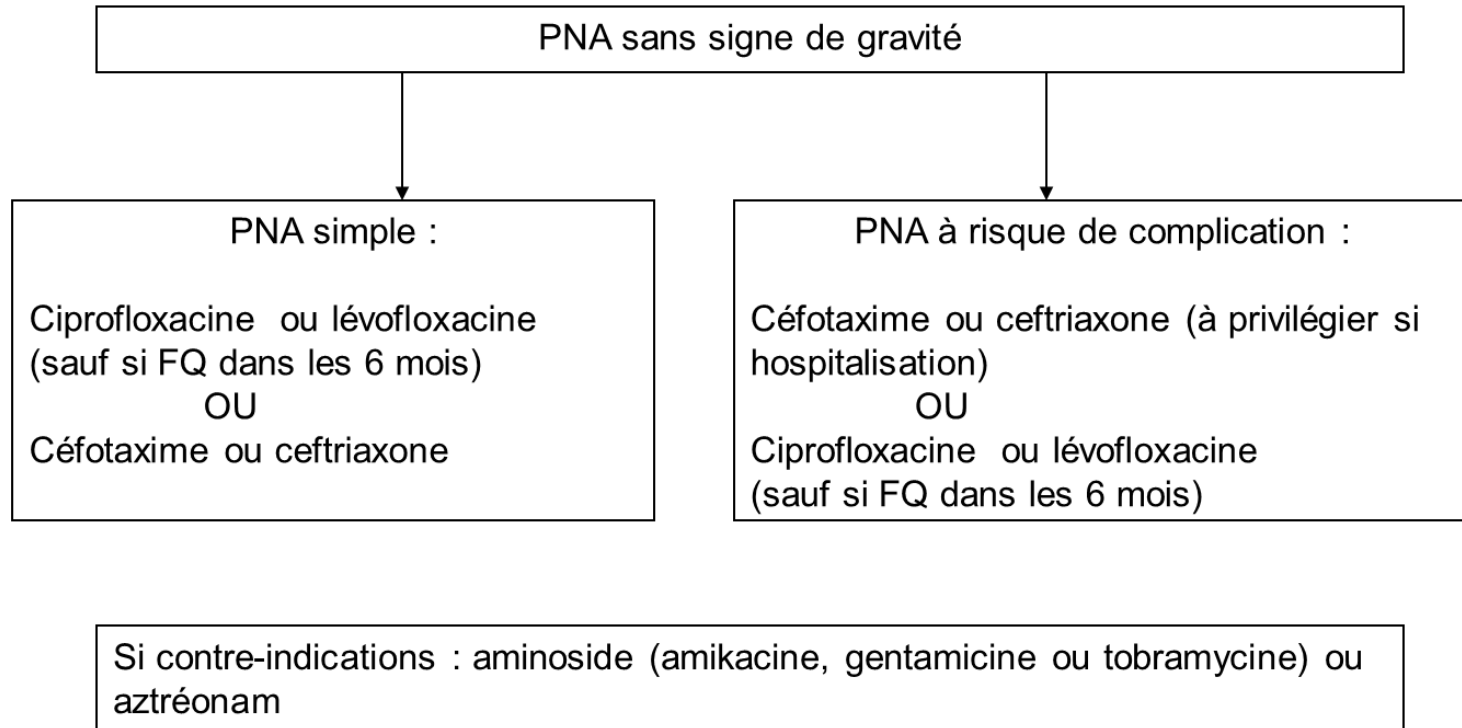 PNA sans signe de gravité
PNA simple :
Ciprofloxacine ou lévofloxacine
(sauf si FQ dans les 6 mois)
OU
Céfotaxime ou ceftriaxone
PNA à risque de complication :
Céfotaxime ou ceftriaxone (à privilégier si
hospitalisation)
OU
Ciprofloxacine ou lévofloxacine
(sauf si FQ dans les 6 mois)
Si contre-indications : aminoside (amikacine, gentamicine ou tobramycine) ou
aztréonam